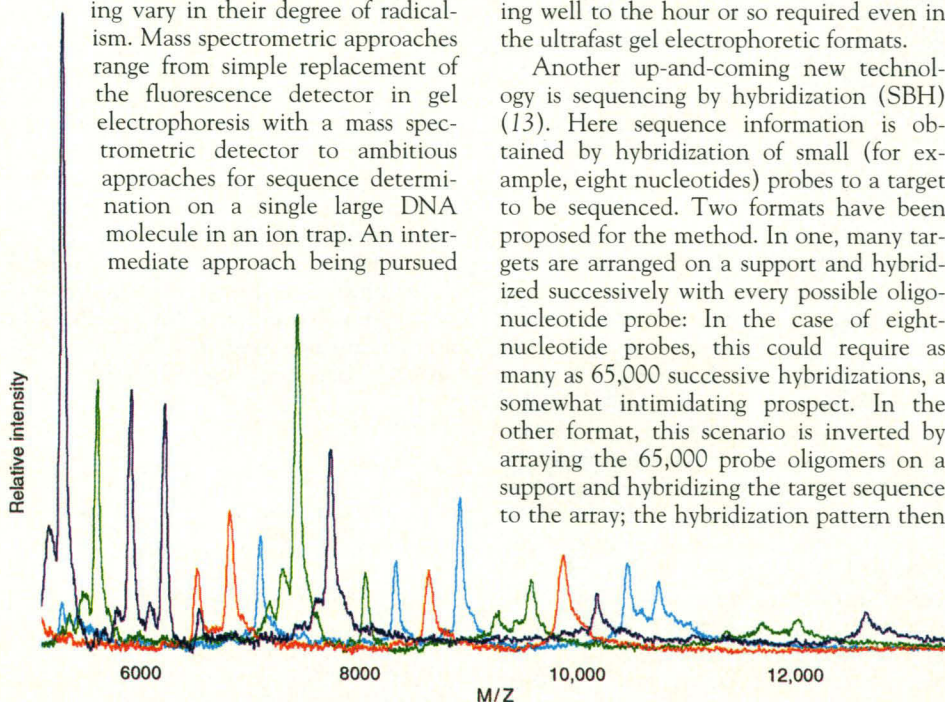 ing vary in their degree of radical-
ism. Mass spectrometric approaches
range from simple replacement of
the fluorescence detector in gel
electrophoresis with a mass spec-
trometric detector to ambitious
approaches for sequence determi-
nation on a single large DNA
molecule in an ion trap. An inter-
mediate approach being pursued
ing well to the hour or so required even in
the ultrafast gel electrophoretic formats.
Another up-and-coming new technol-
ogy is sequencing by hybridization (SBH)
(13). Here sequence information is ob-
tained by hybridization of small (for ex-
ample, eight nucleotides) probes to a target
to be sequenced. Two formats have been
proposed for the method. In one, many tar-
gets are arranged on a support and hybrid-
ized successively with every possible oligo-
nucleotide probe: In the case of eight-
nucleotide probes, this could require as
many as 65,000 successive hybridizations, a
somewhat intimidating prospect. In the
other format, this scenario is inverted by
arraying the 65,000 probe oligomers on a
support and hybridizing the target sequence
to the array; the hybridization pattern then
Relative intensity
6000 8000 10,000 12,000
M/Z